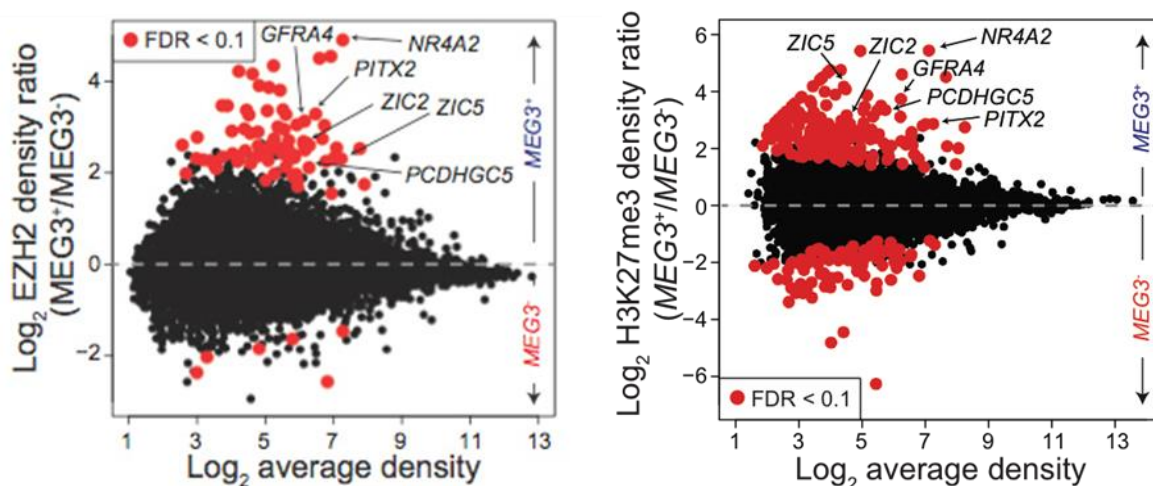 Log2 EZH2 density ratio
(MEG3+/MEG3-)
FDR < 0.1
GFRA4
NR4A2
PITX2
ZIC2
ZIC5
PCDHGC5
MEG3+
MEG3-
4
2
0
−2
1 3 5 7 9 11 13
Log2 average density
Log2 H3K27me3 density ratio
(MEG3+/MEG3-)
ZIC5
ZIC2
NR4A2
GFRA4
PCDHGC5
PITX2
MEG3+
MEG3-
6
4
2
0
−2
−4
−6
FDR < 0.1
1 3 5 7 9 11 13
Log2 average density